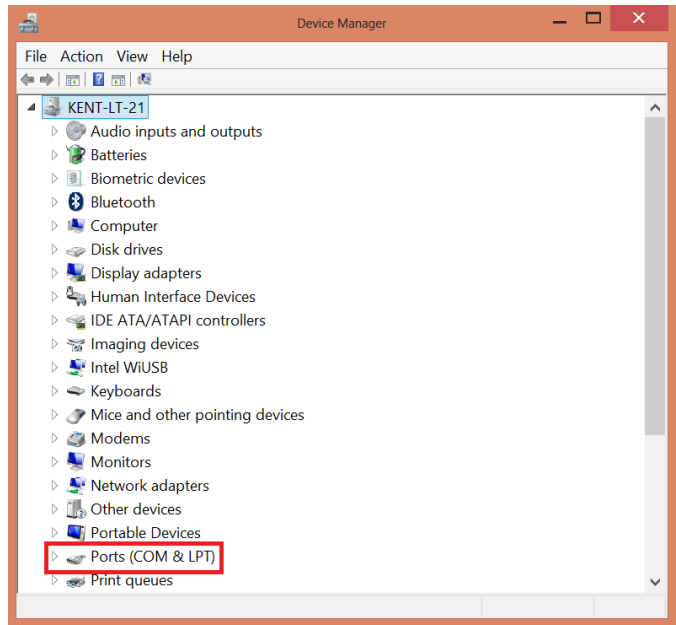 Device Manager
File Action View Help
KENT-LT-21
Audio inputs and outputs
Batteries
Biometric devices
Bluetooth
Computer
Disk drives
Display adapters
Human Interface Devices
IDE ATA/ATAPI controllers
Imaging devices
Intel WiUSB
Keyboards
Mice and other pointing devices
Modems
Monitors
Network adapters
Other devices
Portable Devices
Ports (COM & LPT)
Print queues